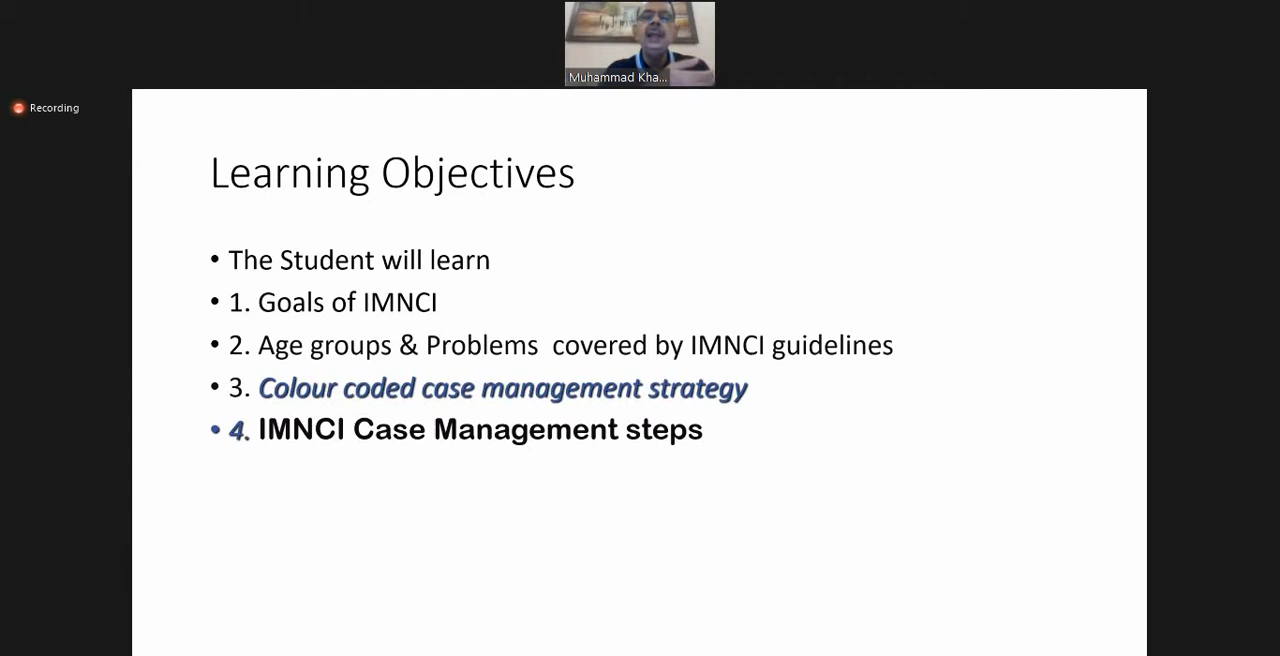 Muhammad Kha...
Recording
Learning Objectives
• The Student will learn
• 1. Goals of IMNCI
• 2. Age groups & Problems  covered by IMNCI guidelines
• 3. Colour coded case management strategy
• 4. IMNCI Case Management steps